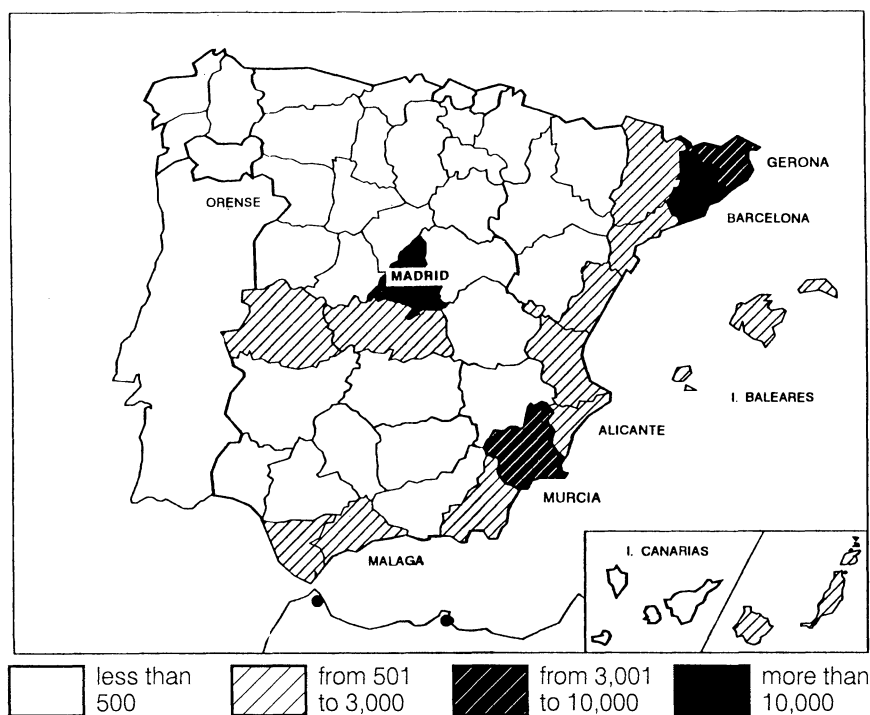 GERONA
ORENSE
BARCELONA
MADRID
I. BALEARES
ALICANTE
MURCIA
I. CANARIAS
MALAGA
less than
500
from 501
to 3,000
from 3,001
to 10,000
more than
10,000